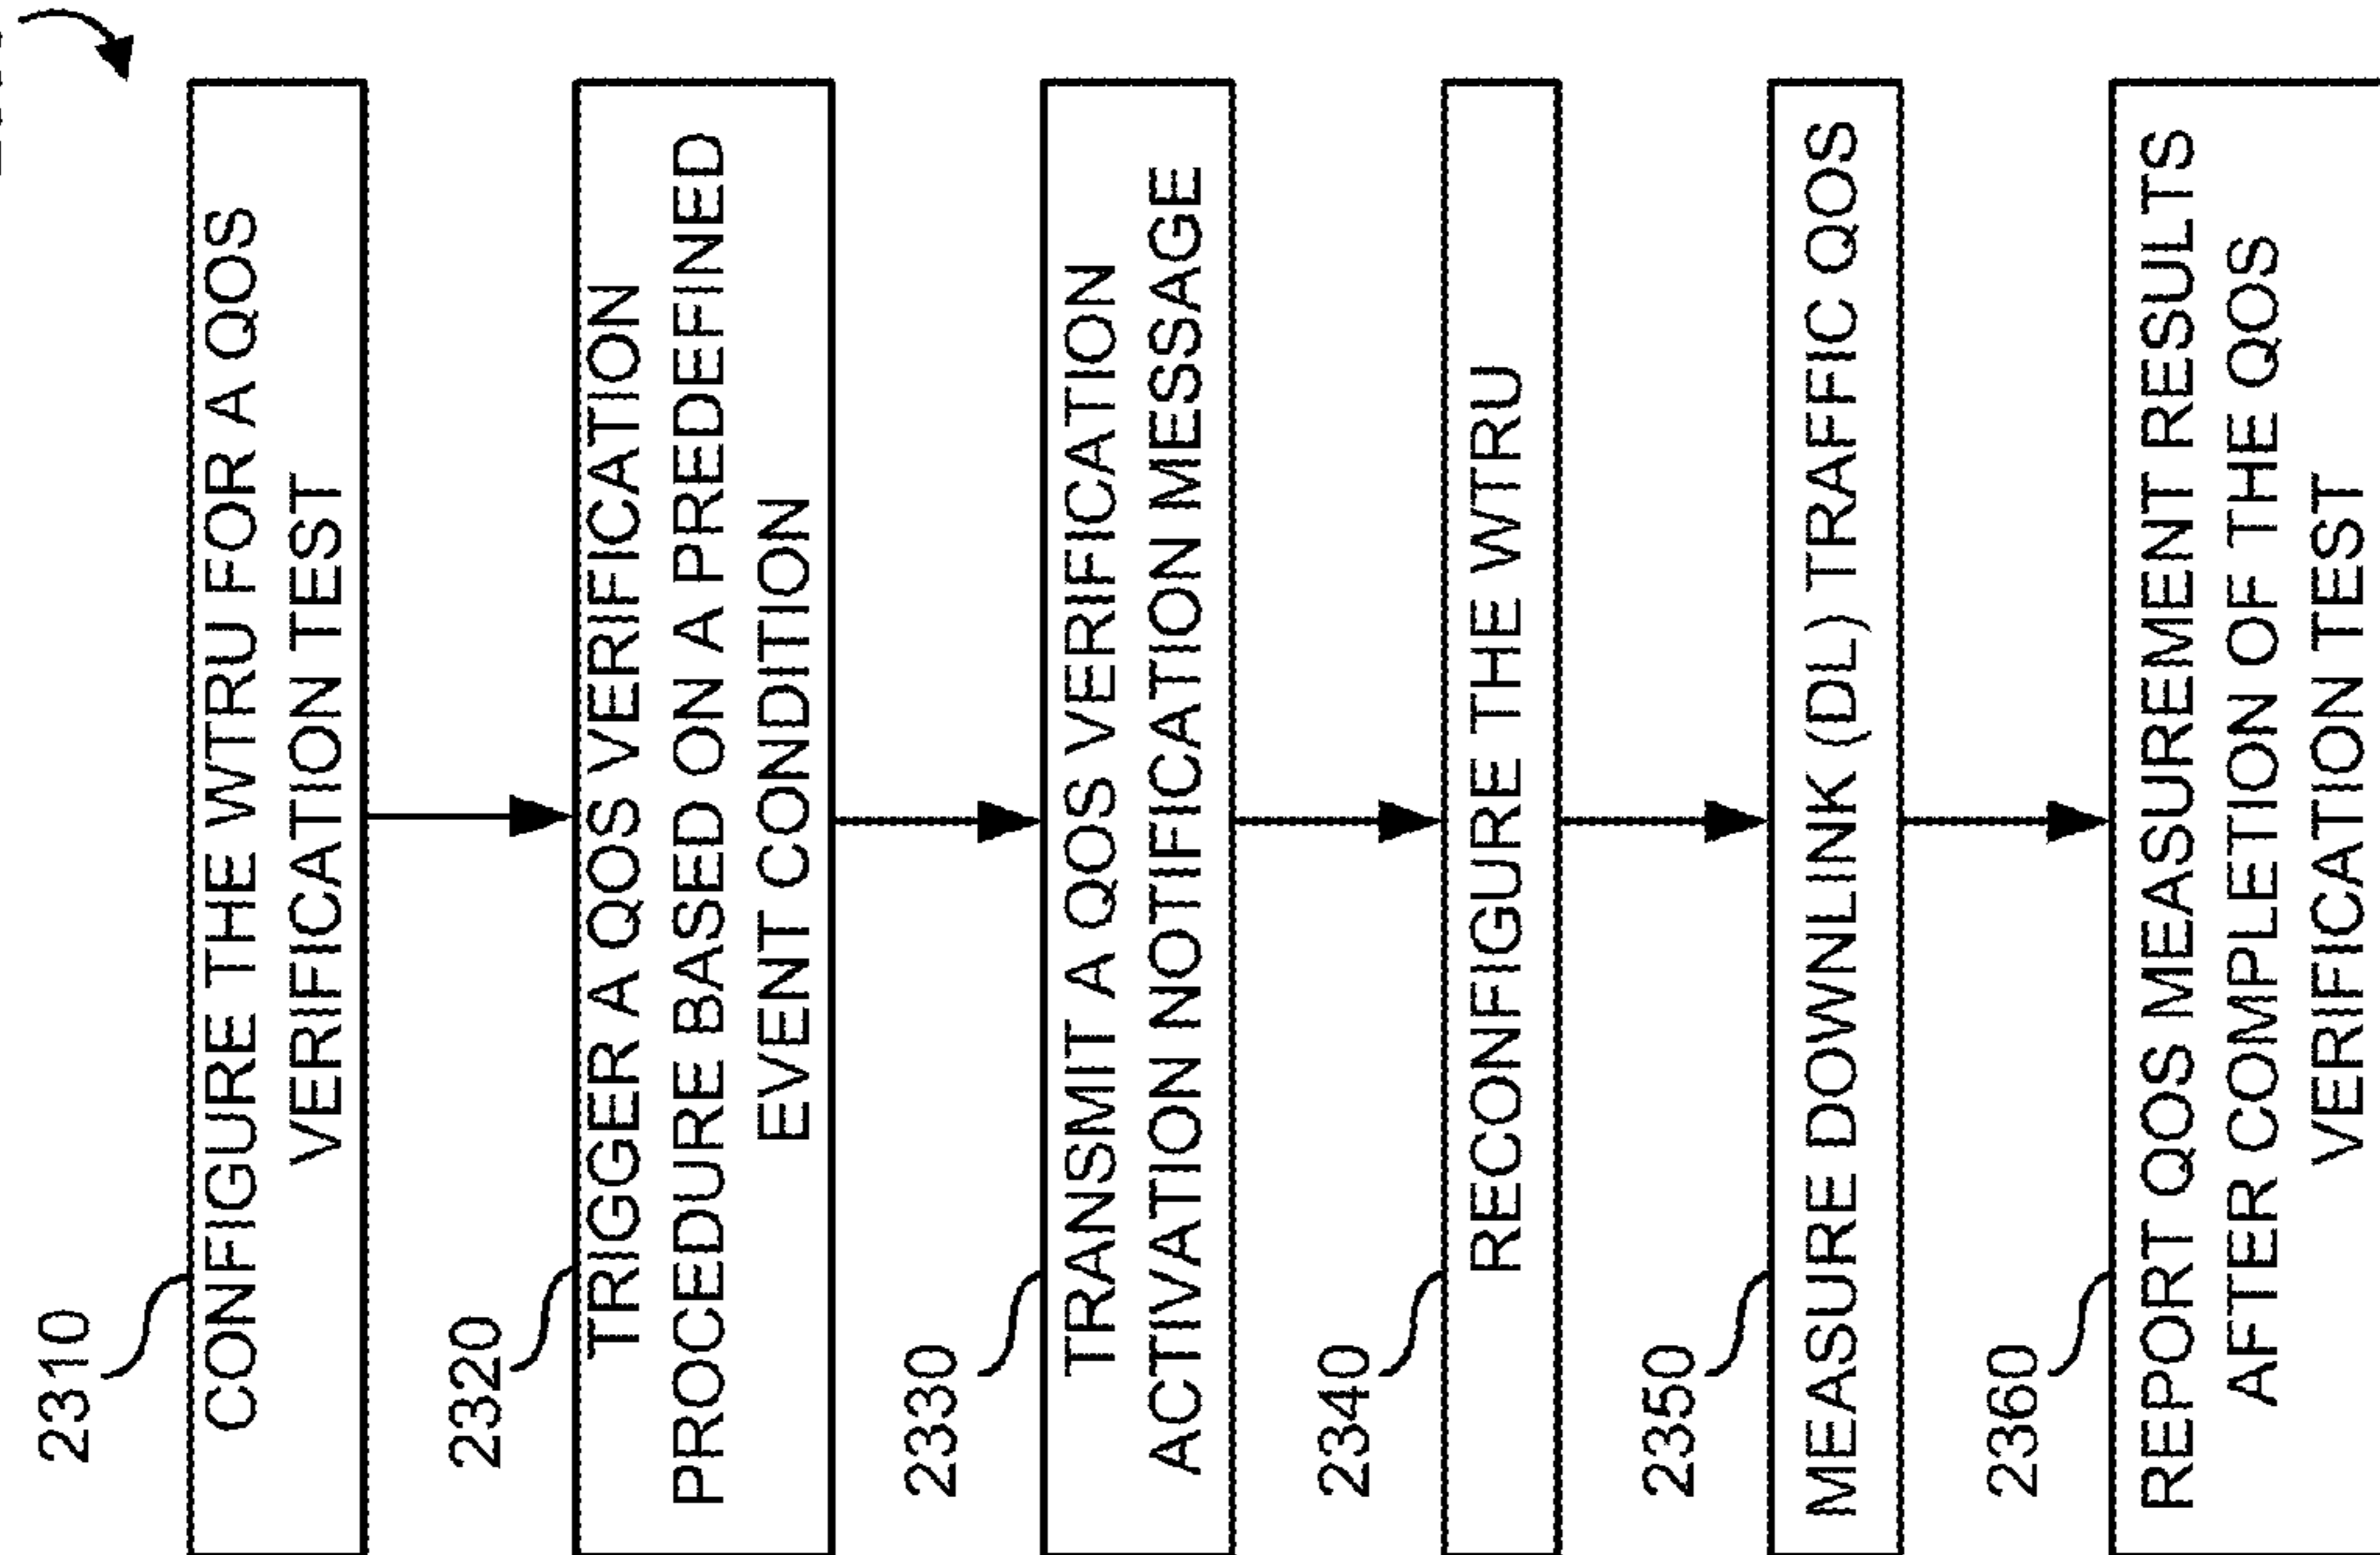 2310
CONFIGURE THE WTRU FOR A QOS
VERIFICATION TEST
2320
TRIGGER A QOS VERIFICATION
PROCEDURE BASED ON A PREDEFINED
EVENT CONDITION
2330
TRANSMIT A QOS VERIFICATION
ACTIVATION NOTIFICATION MESSAGE
2340
RECONFIGURE THE WTRU
2350
MEASURE DOWNLINK (DL) TRAFFIC QOS
2360
REPORT QOS MEASUREMENT RESULTS
AFTER COMPLETION OF THE QOS
VERIFICATION TEST